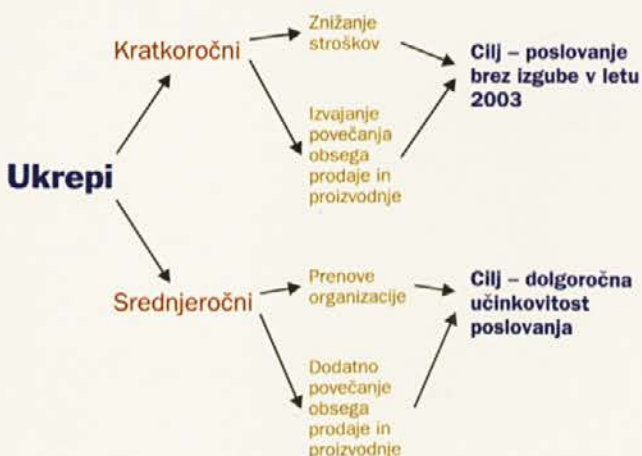 Ukrepi
Kratkoročni
Znižanje
stroškov
Izvajanje
povečanja
obsega
prodaje in
proizvodnje
Cilj – poslovanje
brez izgube v letu
2003
Srednjeročni
Prenove
organizacije
Dodatno
povečanje
obsega
prodaje in
proizvodnje
Cilj – dolgoročna
učinkovitost
poslovanja